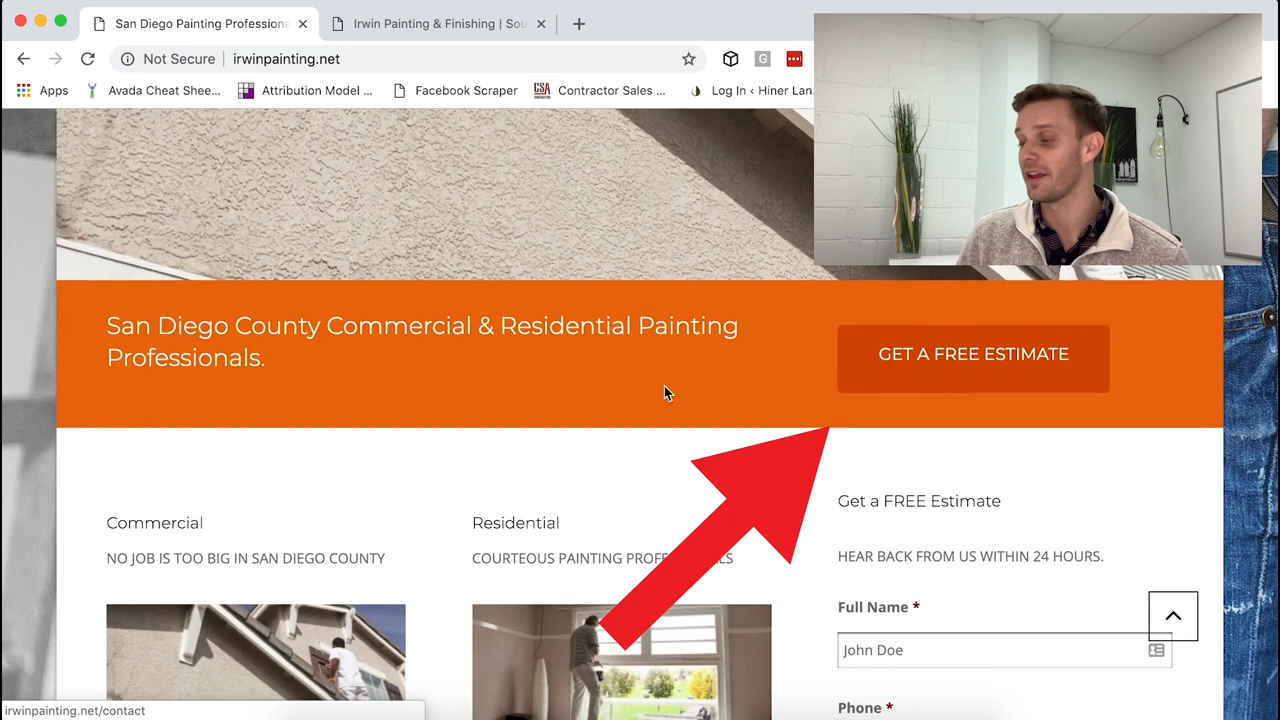 San Diego Painting Professiona
Irwin Painting & Finishing | Sou
Not Secure
irwinpainting.net
G
Apps
Avada Cheat Shee...
Attribution Model ...
Facebook Scraper
CSA
Contractor Sales ...
Log In ‹ Hiner Lan.
San Diego County Commercial & Residential Painting
Professionals.
GET A FREE ESTIMATE
Commercial
NO JOB IS TOO BIG IN SAN DIEGO COUNTY
Residential
COURTEOUS PAINTING PROFE LS
Get a FREE Estimate
HEAR BACK FROM US WITHIN 24 HOURS.
Full Name *
John Doe
Phone *
irwinpainting.net/contact